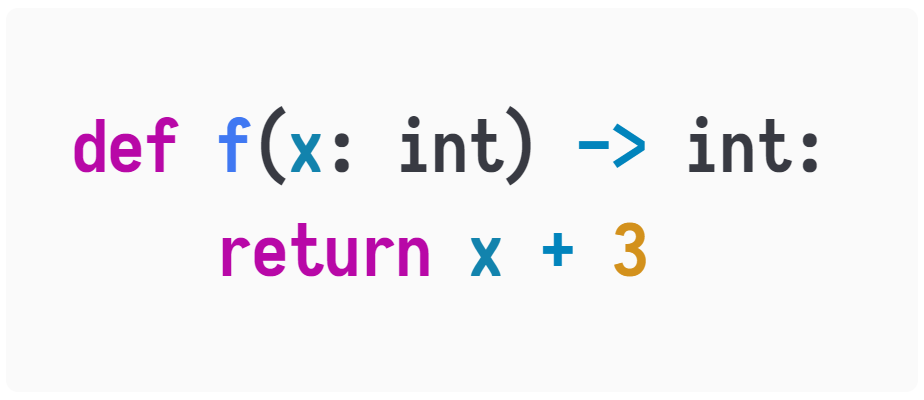 def f(x: int) -> int:
    return x + 3